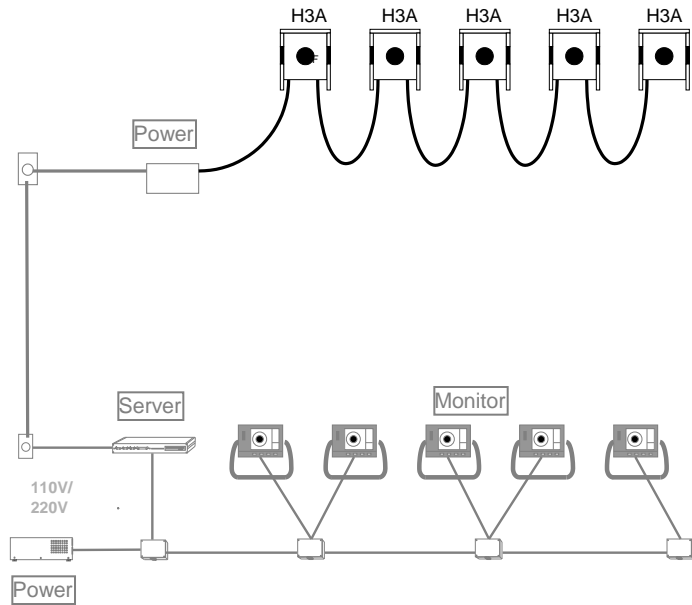 H3A H3A H3A H3A H3A
Power
Server
Monitor
110V/
220V
Power